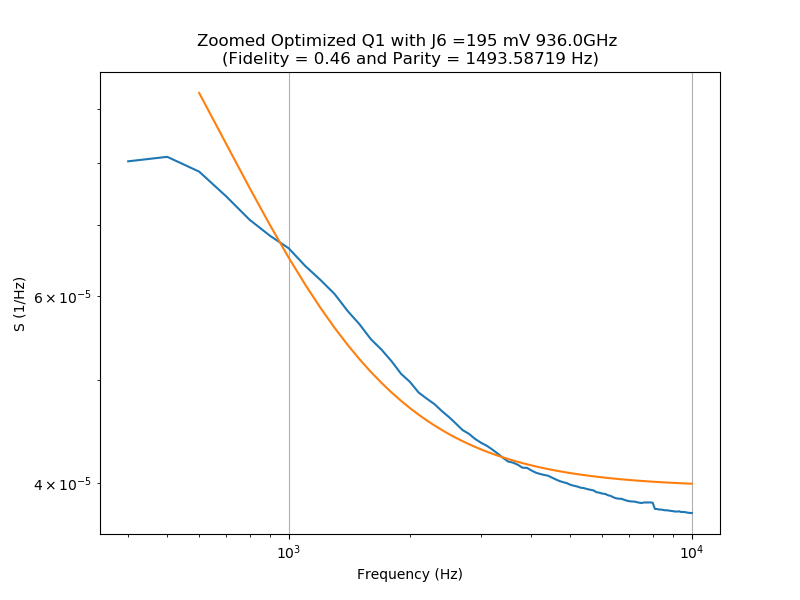 Zoomed Optimized Q1 with J6 =195 mV 936.0GHz
(Fidelity = 0.46 and Parity = 1493.58719 Hz)
S (1/Hz)
6 × 10⁻⁵
4 × 10⁻⁵
10³
10⁴
Frequency (Hz)